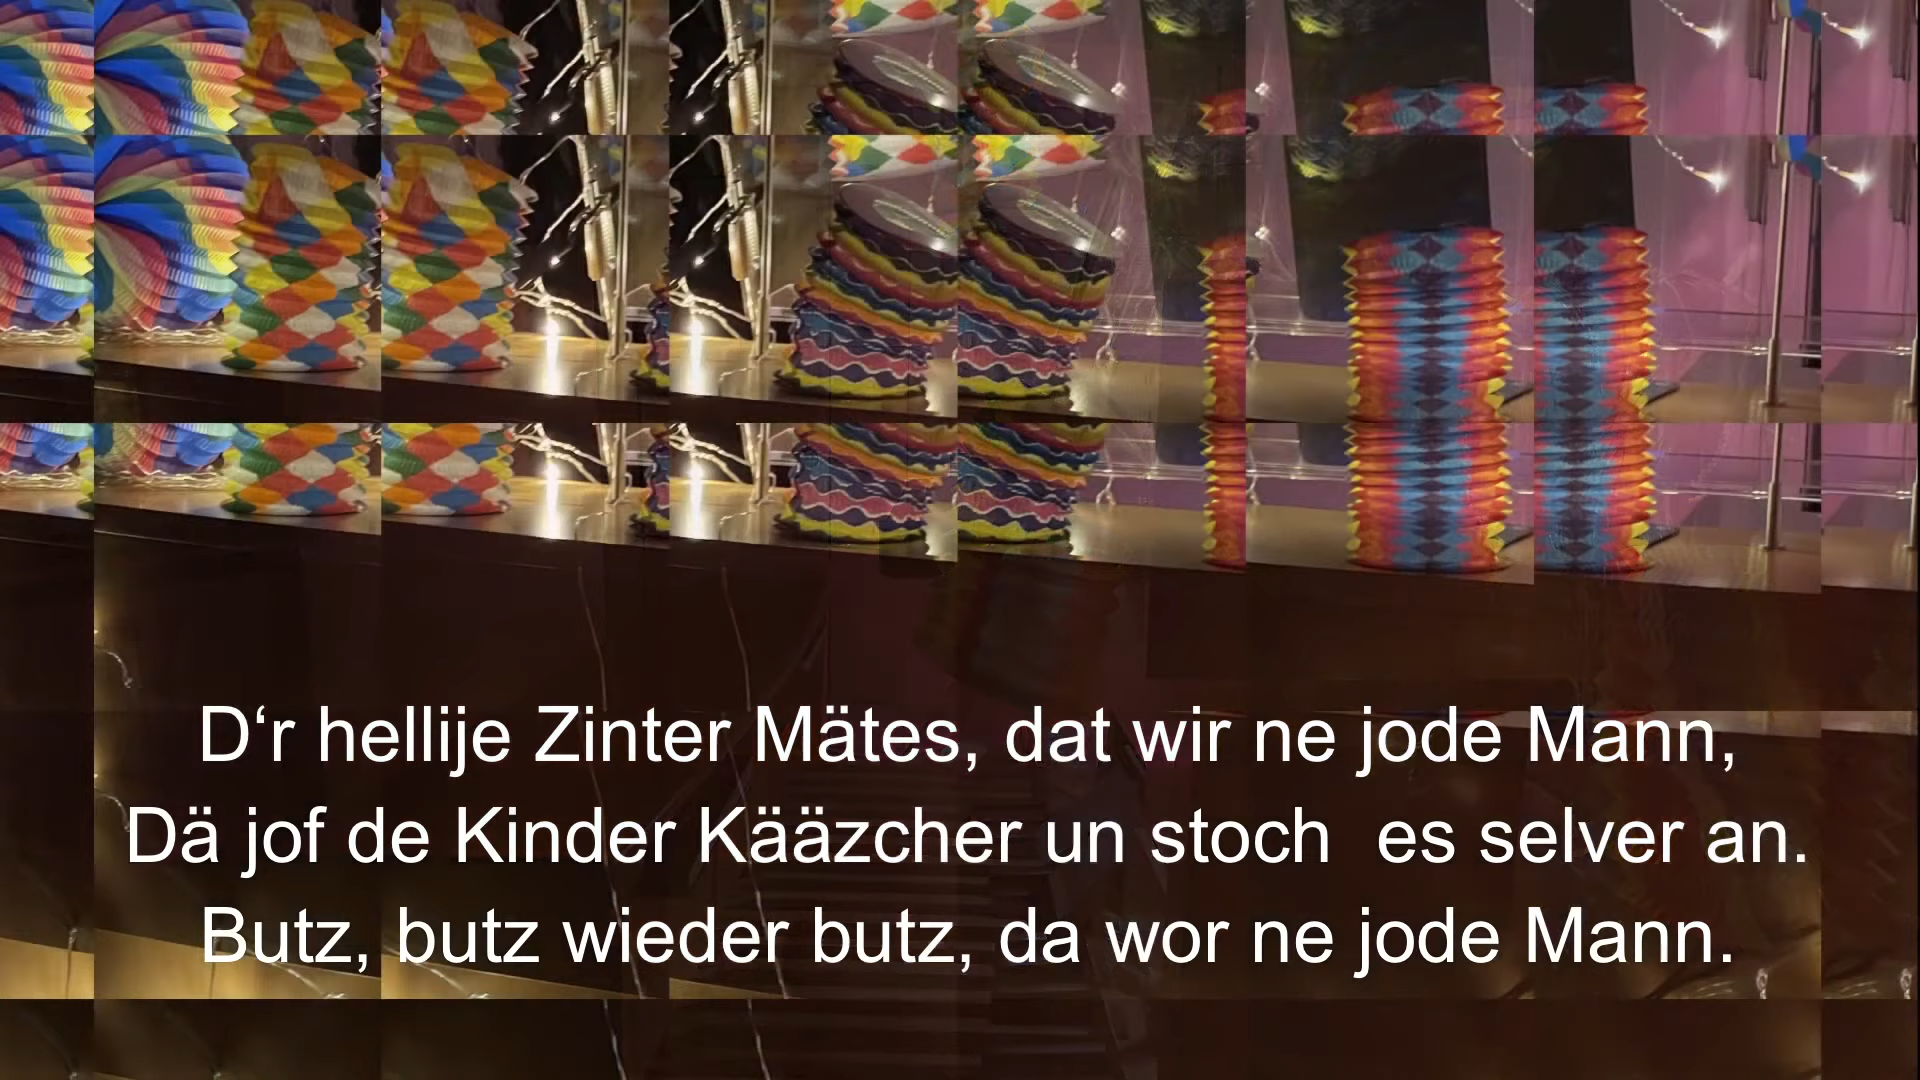 D‘r hellije Zinter Mätes, dat wir ne jode Mann,
Dä jof de Kinder Kääzcher un stoch  es selver an.
Butz, butz wieder butz, da wor ne jode Mann.